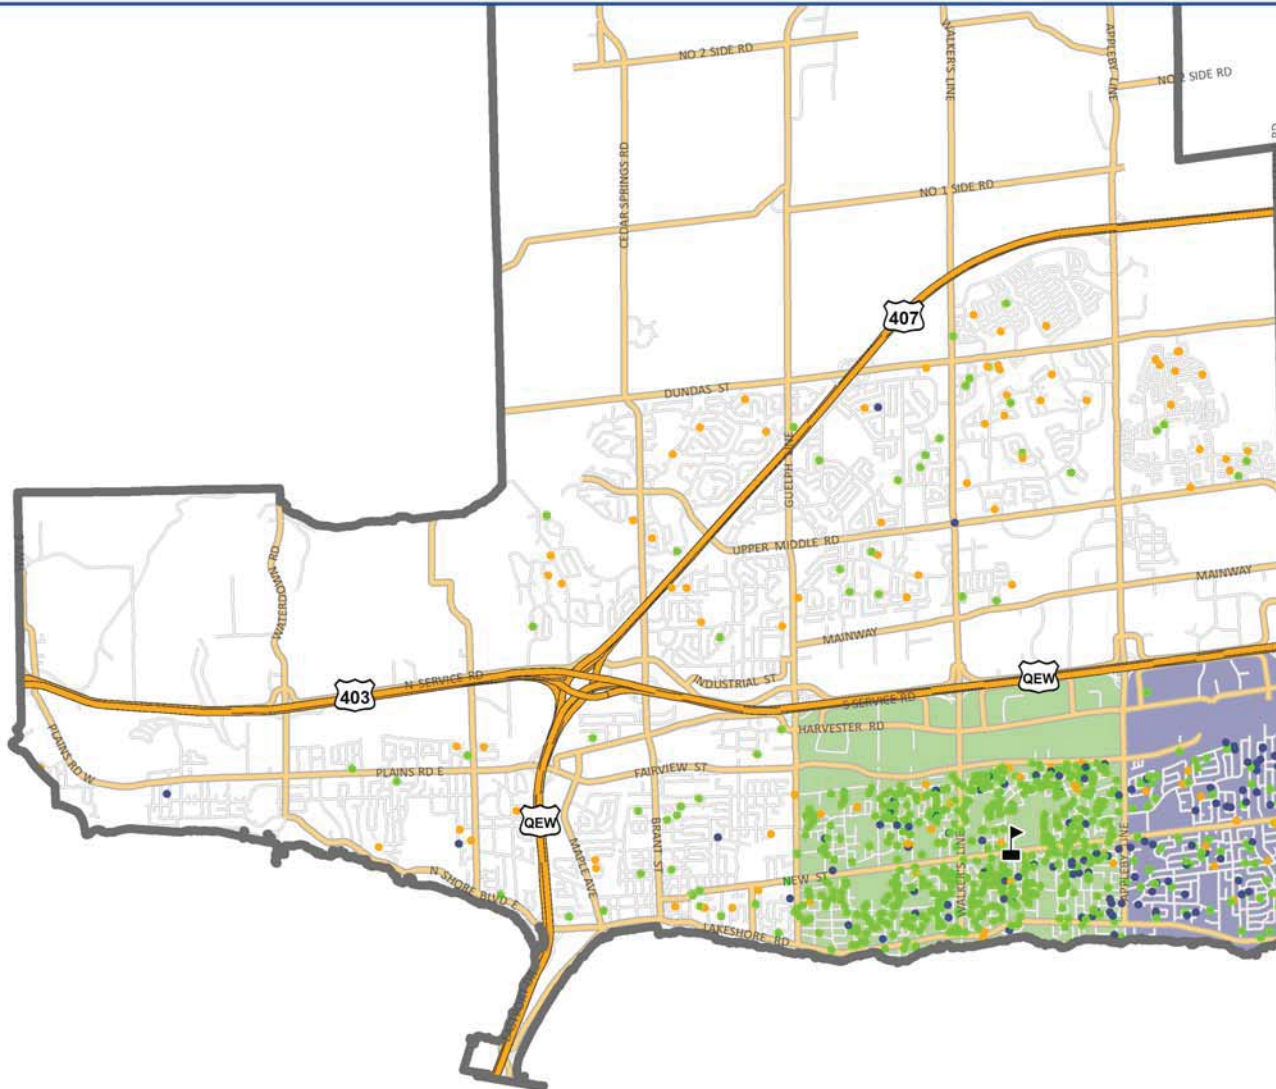 NO 2 SIDE RD
WALKER'S LINE
APPLEBY LINE
NO 2 SIDE RD
CEDAR SPRINGS RD
NO 1 SIDE RD
407
DUNDAS ST
GUELPH LINE
UPPER MIDDLE RD
WATERDOWN RD
MAINWAY
MAINWAY
N SERVICE RD
403
INDUSTRIAL ST
QEW
S SERVICE RD
HARVESTER RD
PLAINS RD W
PLAINS RD E
FAIRVIEW ST
QEW
BRANT ST
MAPLE AVE
NEW ST
WALKER'S LINE
APPLEBY LINE
N SHORE BLVD E
LAKESHORE RD